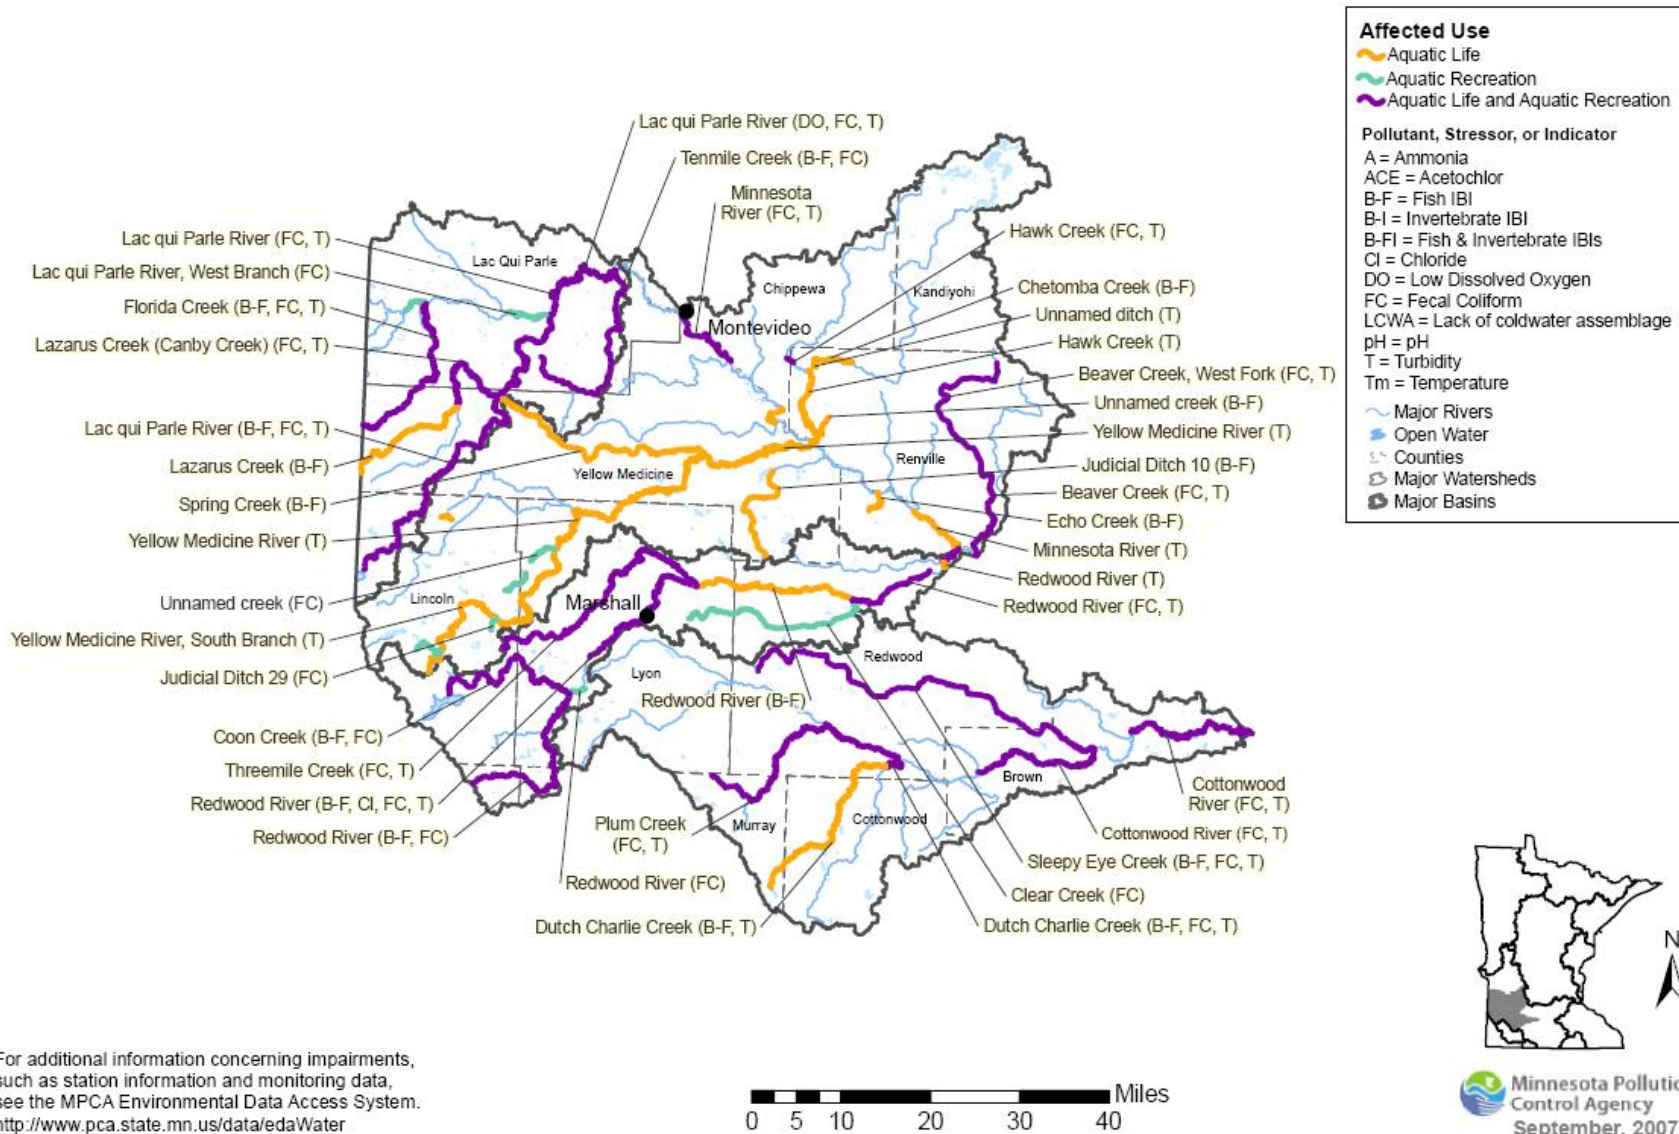 Affected Use
Aquatic Life
Aquatic Recreation
Aquatic Life and Aquatic Recreation
Pollutant, Stressor, or Indicator
A = Ammonia
ACE = Acetochlor
B-F = Fish IBI
B-I = Invertebrate IBI
B-FI = Fish & Invertebrate IBIs
Cl = Chloride
DO = Low Dissolved Oxygen
FC = Fecal Coliform
LCWA = Lack of coldwater assemblage
pH = pH
T = Turbidity
Tm = Temperature
Major Rivers
Open Water
Counties
Major Watersheds
Major Basins
Lac qui Parle River (DO, FC, T)
Tenmile Creek (B-F, FC)
Minnesota
River (FC, T)
Lac qui Parle River (FC, T)
Lac qui Parle River, West Branch (FC)
Florida Creek (B-F, FC, T)
Lazarus Creek (Canby Creek) (FC, T)
Lac qui Parle River (B-F, FC, T)
Lazarus Creek (B-F)
Spring Creek (B-F)
Yellow Medicine River (T)
Unnamed creek (FC)
Yellow Medicine River, South Branch (T)
Judicial Ditch 29 (FC)
Coon Creek (B-F, FC)
Threemile Creek (FC, T)
Redwood River (B-F, Cl, FC, T)
Redwood River (B-F, FC)
Hawk Creek (FC, T)
Chetomba Creek (B-F)
Unnamed ditch (T)
Hawk Creek (T)
Beaver Creek, West Fork (FC, T)
Unnamed creek (B-F)
Yellow Medicine River (T)
Judicial Ditch 10 (B-F)
Beaver Creek (FC, T)
Echo Creek (B-F)
Minnesota River (T)
Redwood River (T)
Redwood River (FC, T)
Lac Qui Parle
Chippewa
Kandiyohi
Montevideo
Yellow Medicine
Renville
Lincoln
Marshall
Lyon
Redwood
Redwood River (B-F)
Brown
Murray
Cottonwood
Cottonwood
River (FC, T)
Cottonwood River (FC, T)
Sleepy Eye Creek (B-F, FC, T)
Clear Creek (FC)
Dutch Charlie Creek (B-F, FC, T)
Plum Creek
(FC, T)
Redwood River (FC)
Dutch Charlie Creek (B-F, T)
For additional information concerning impairments,
such as station information and monitoring data,
see the MPCA Environmental Data Access System.
http://www.pca.state.mn.us/data/edaWater
Miles
0 5 10 20 30 40
N
Minnesota Pollutio
Control Agency
September, 2007